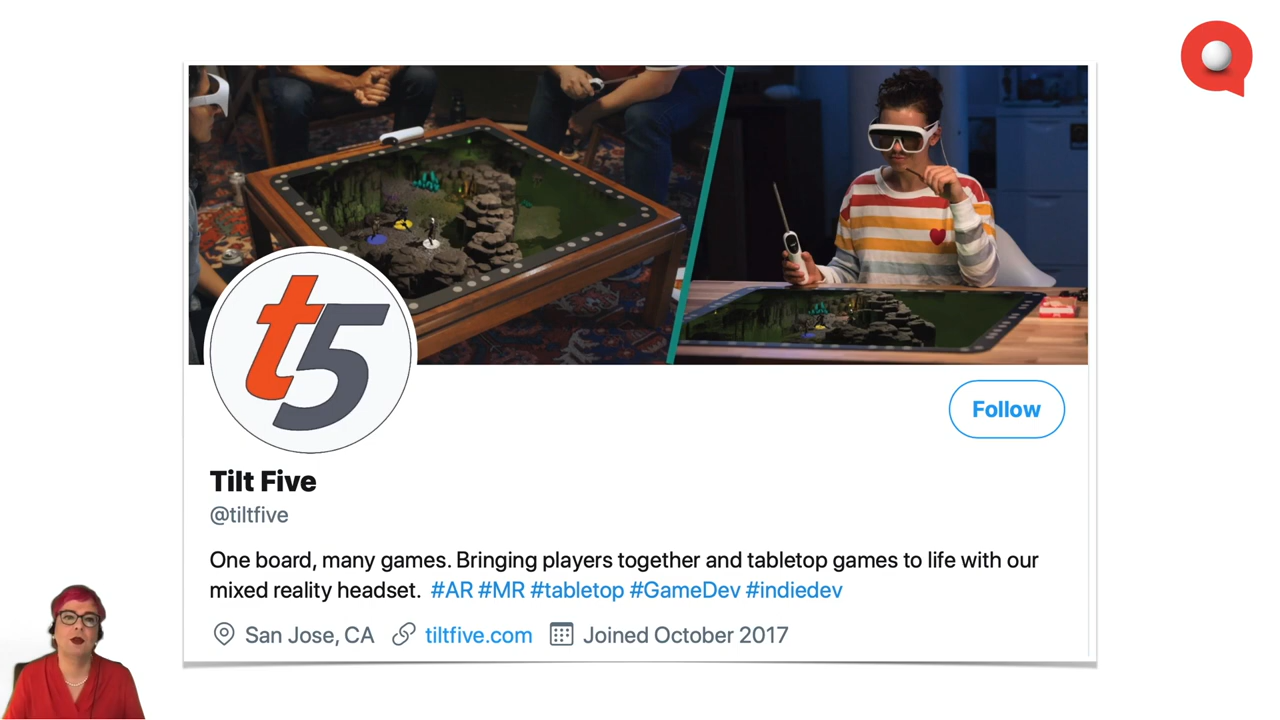 t5
Follow
Tilt Five
@tiltfive
One board, many games. Bringing players together and tabletop games to life with our
mixed reality headset. #AR #MR #tabletop #GameDev #indiedev
San Jose, CA tiltfive.com Joined October 2017